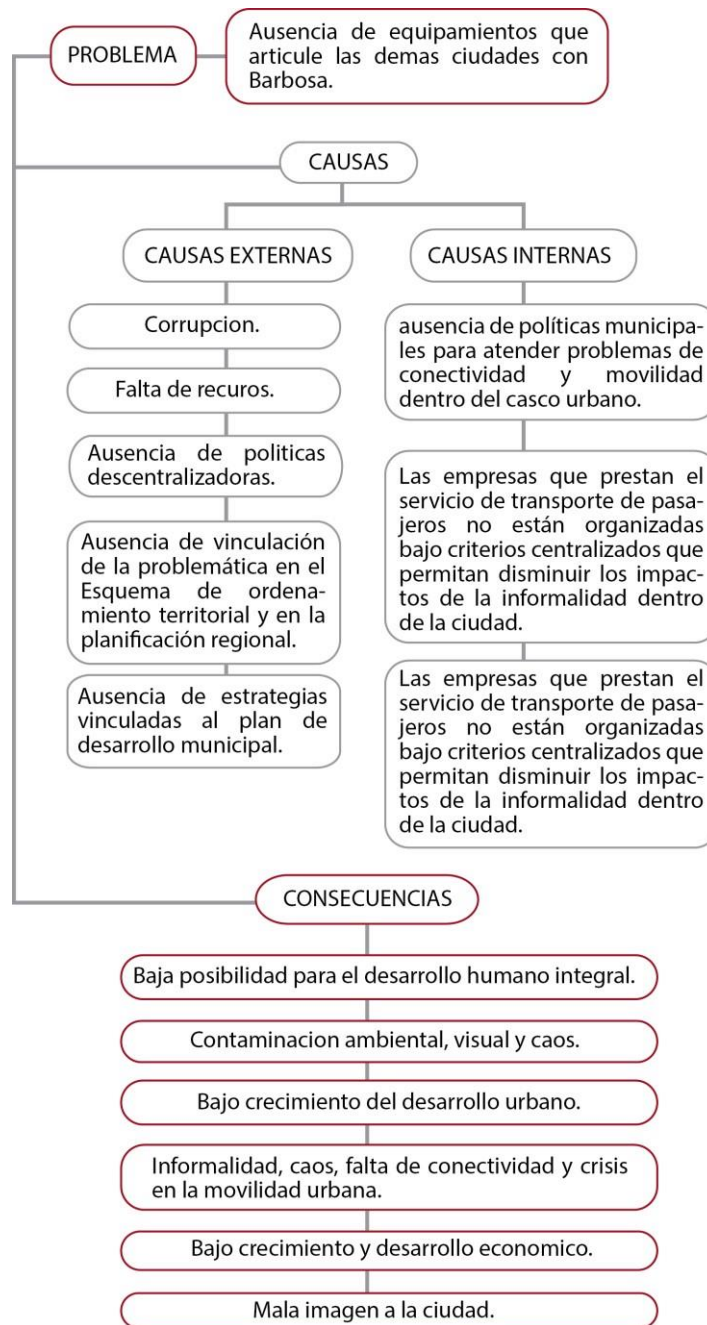 PROBLEMA
Ausencia de equipamientos que
articule las demas ciudades con
Barbosa.
CAUSAS
CAUSAS EXTERNAS
Corrupcion.
Falta de recuros.
Ausencia de politicas
descentralizadoras.
Ausencia de vinculación
de la problemática en el
Esquema de ordena-
miento territorial y en la
planificación regional.
Ausencia de estrategias
vinculadas al plan de
desarrollo municipal.
CAUSAS INTERNAS
ausencia de políticas municipa-
les para atender problemas de
conectividad y movilidad
dentro del casco urbano.
Las empresas que prestan el
servicio de transporte de pasa-
jeros no están organizadas
bajo criterios centralizados que
permitan disminuir los impac-
tos de la informalidad dentro
de la ciudad.
Las empresas que prestan el
servicio de transporte de pasa-
jeros no están organizadas
bajo criterios centralizados que
permitan disminuir los impac-
tos de la informalidad dentro
de la ciudad.
CONSECUENCIAS
Baja posibilidad para el desarrollo humano integral.
Contaminacion ambiental, visual y caos.
Bajo crecimiento del desarrollo urbano.
Informalidad, caos, falta de conectividad y crisis
en la movilidad urbana.
Bajo crecimiento y desarrollo economico.
Mala imagen a la ciudad.